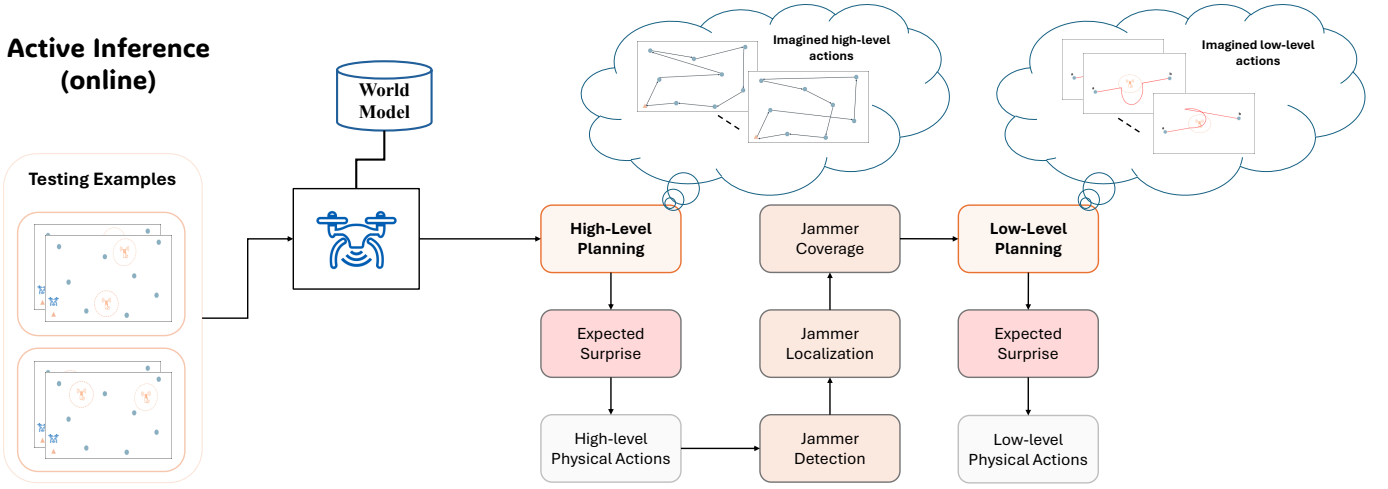 Active Inference
(online)
World
Model
Testing Examples
Imagined high-level
actions
Imagined low-level
actions
High-Level
Planning
Expected
Surprise
High-level
Physical Actions
Jammer
Coverage
Jammer
Localization
Jammer
Detection
Low-Level
Planning
Expected
Surprise
Low-level
Physical Actions